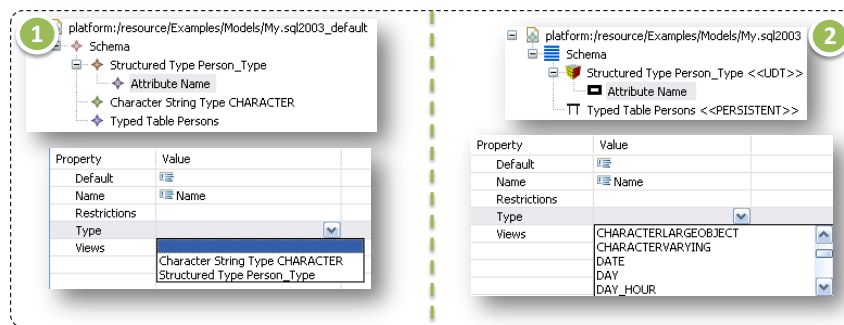 1
platform:/resource/Examples/Models/My.sql2003_default
Schema
Structured Type Person_Type
Attribute Name
Character String Type CHARACTER
Typed Table Persons
Property Value
Default
Name Name
Restrictions
Type
Views
Character String Type CHARACTER
Structured Type Person_Type
2
platform:/resource/Examples/Models/My.sql2003
Schema
Structured Type Person_Type <<UDT>>
Attribute Name
Typed Table Persons <<PERSISTENT>>
Property Value
Default
Name Name
Restrictions
Type
Views CHARACTERLARGEOBJECT
CHARACTERVARYING
DATE
DAY
DAY_HOUR